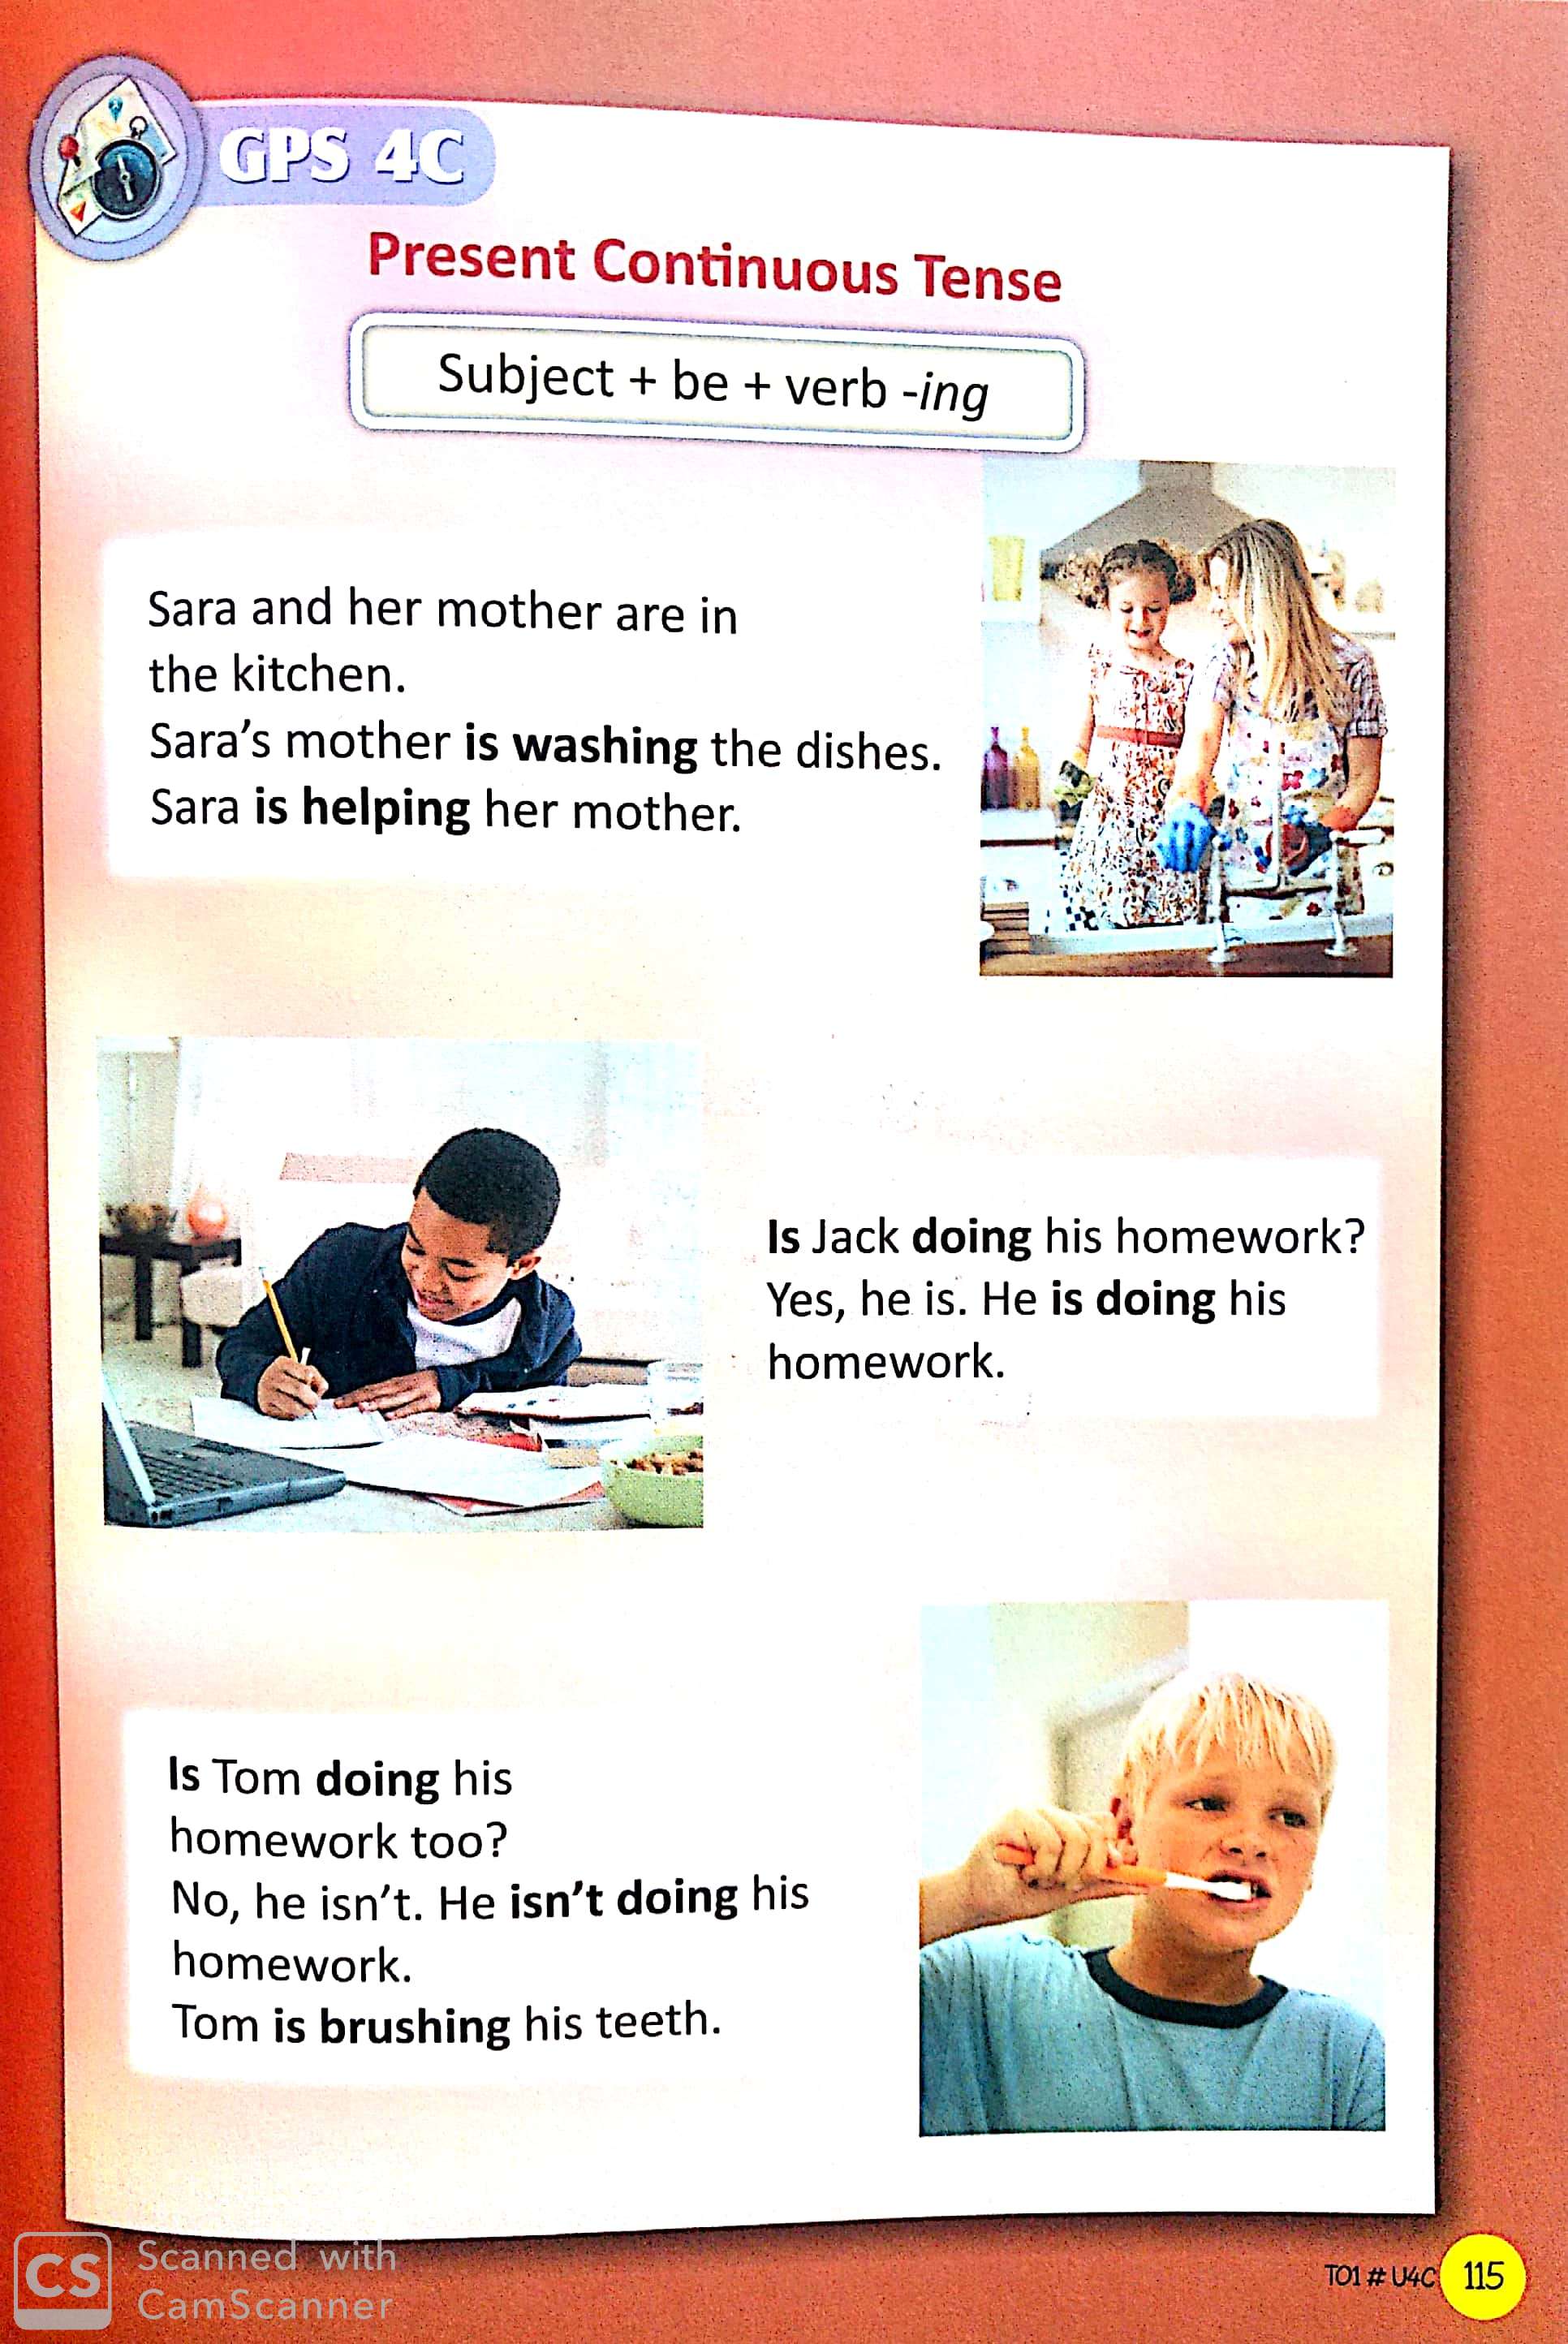 GPS 4C
Present Continuous Tense
Subject + be + verb -ing
Sara and her mother are in
the kitchen.
Sara's mother is washing the dishes.
Sara is helping her mother.
Is Jack doing his homework?
Yes, he is. He is doing his
homework.
Is Tom doing his
homework too?
No, he isn't. He isn't doing his
homework.
Tom is brushing his teeth.
CS Scanned with
CamScanner
TO1 # U4C 115